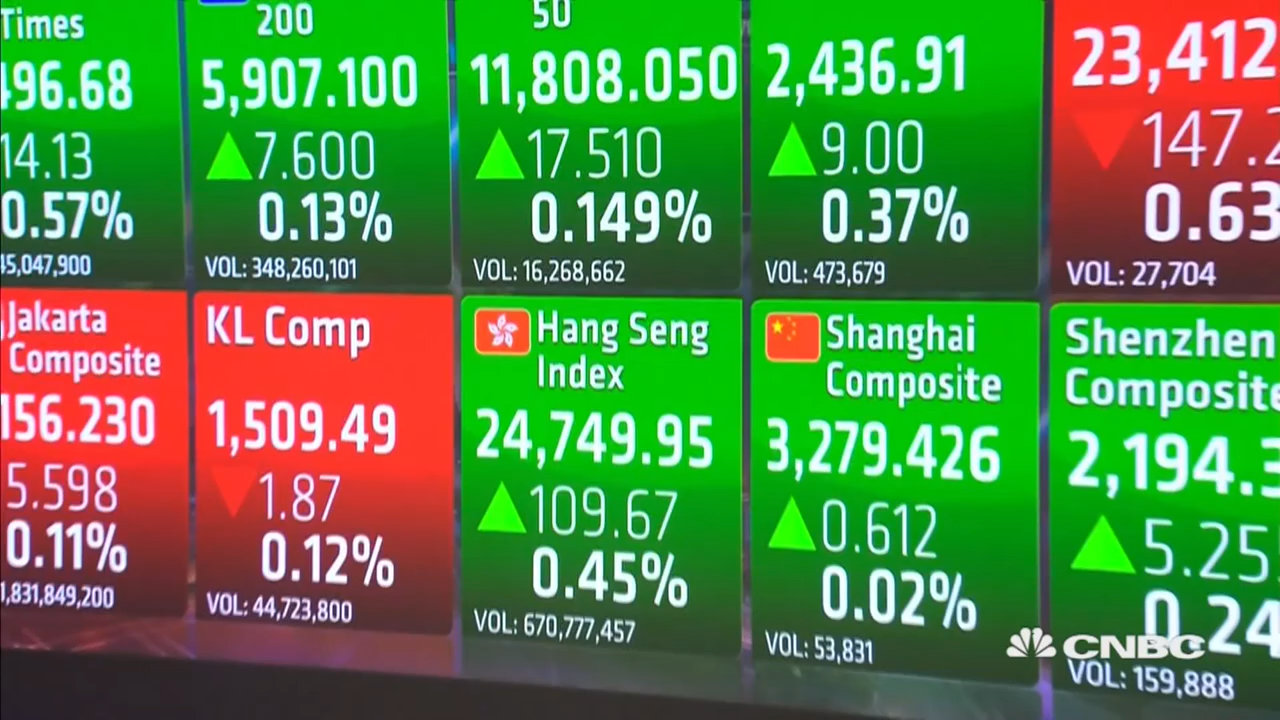 Times
496.68
14.13
0.57%
45,047,900
200
5,907.100
7.600
0.13%
VOL: 348,260,101
50
11,808.050
17.510
0.149%
VOL: 16,268,662
2,436.91
9.00
0.37%
VOL: 473,679
23,412
147.2
0.63
VOL: 27,704
Jakarta
Composite
156.230
5.598
0.11%
1,831,849,200
KL Comp
1,509.49
1.87
0.12%
VOL: 44,723,800
Hang Seng
Index
24,749.95
109.67
0.45%
VOL: 670,777,457
Shanghai
Composite
3,279.426
0.612
0.02%
VOL: 53,831
Shenzhen
Composite
2,194.3
5.25
0.24
VOL: 159,888
CNBC